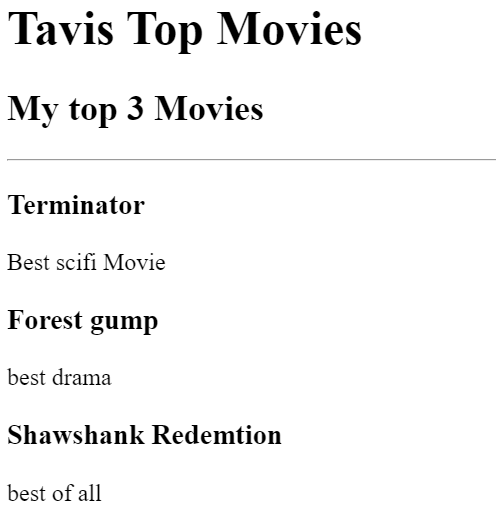 Tavis Top Movies
My top 3 Movies
Terminator
Best scifi Movie
Forest gump
best drama
Shawshank Redemtion
best of all